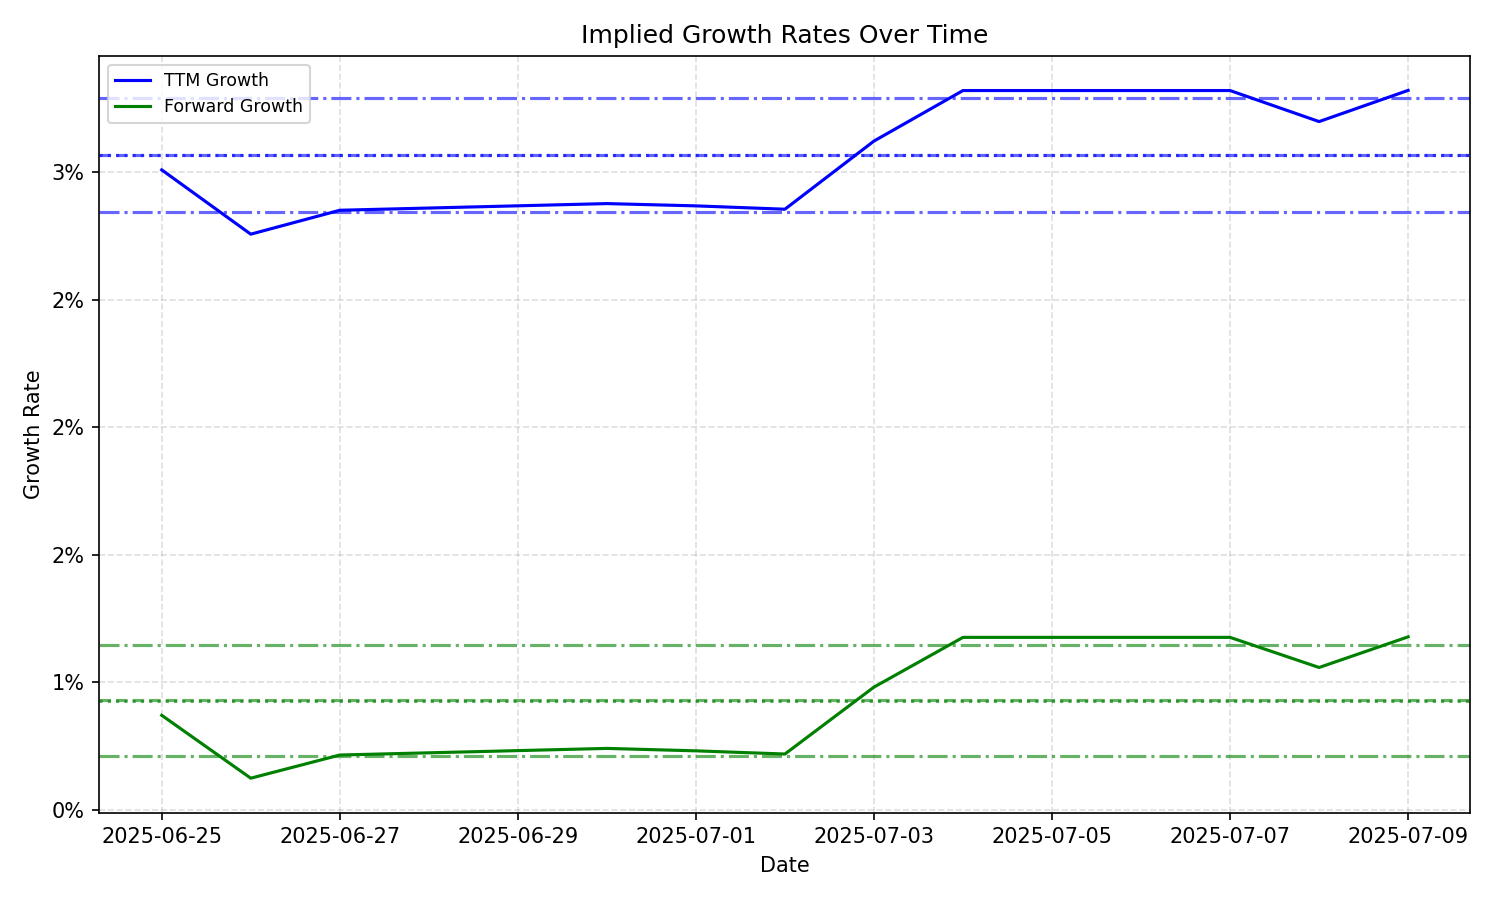 Implied Growth Rates Over Time
TTM Growth
Forward Growth
3%
2%
2%
2%
1%
0%
Growth Rate
2025-06-25 2025-06-27 2025-06-29 2025-07-01 2025-07-03 2025-07-05 2025-07-07 2025-07-09
Date